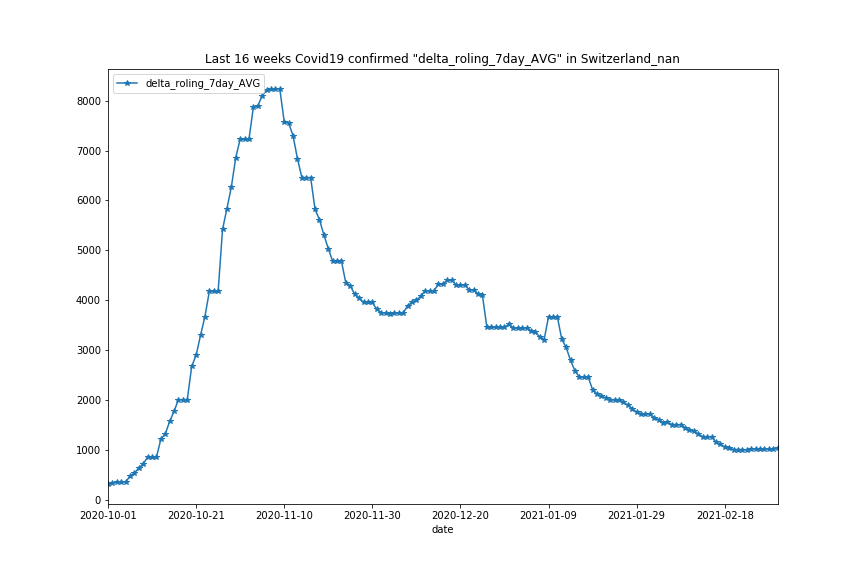 Last 16 weeks Covid19 confirmed "delta_roling_7day_AVG" in Switzerland_nan
delta_roling_7day_AVG
8000
7000
6000
5000
4000
3000
2000
1000
0
2020-10-01 2020-10-21 2020-11-10 2020-11-30 2020-12-20 2021-01-09 2021-01-29 2021-02-18
date